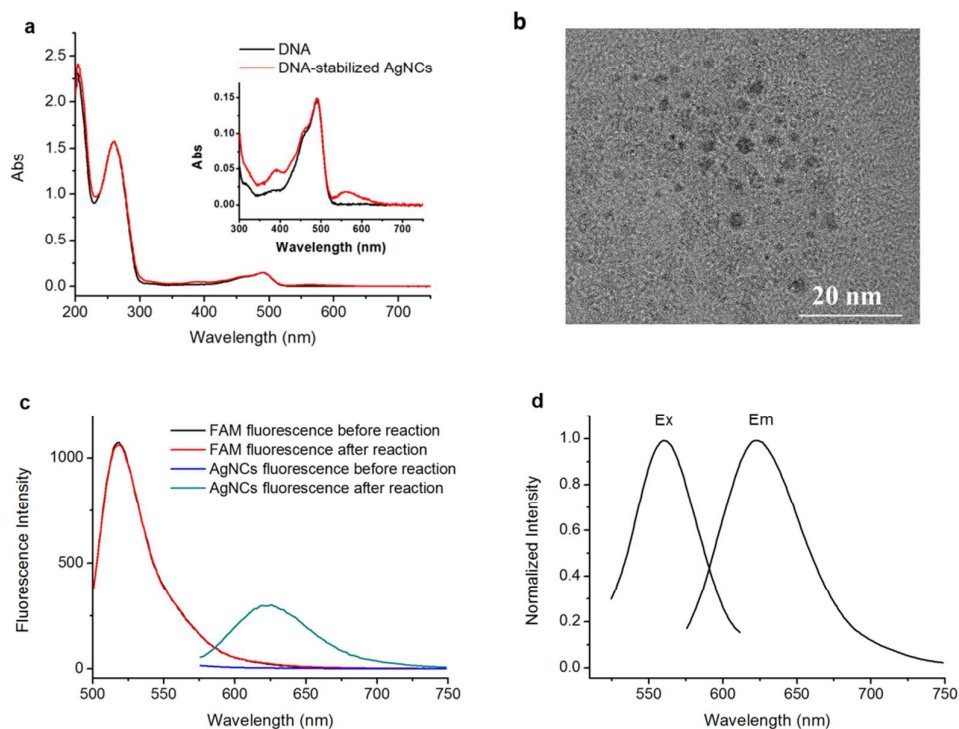 a
DNA
DNA-stabilized AgNCs
2.5
2.0
1.5
1.0
0.5
0.0
Abs
0.15
0.10
0.05
0.00
Abs
300 400 500 600 700
Wavelength (nm)
200 300 400 500 600 700
Wavelength (nm)
b
20 nm
c
FAM fluorescence before reaction
FAM fluorescence after reaction
AgNCs fluorescence before reaction
AgNCs fluorescence after reaction
1000
500
0
Fluorescence Intensity
500 550 600 650 700 750
Wavelength (nm)
d
Ex Em
1.0
0.8
0.6
0.4
0.2
0.0
Normalized Intensity
550 600 650 700 750
Wavelength (nm)